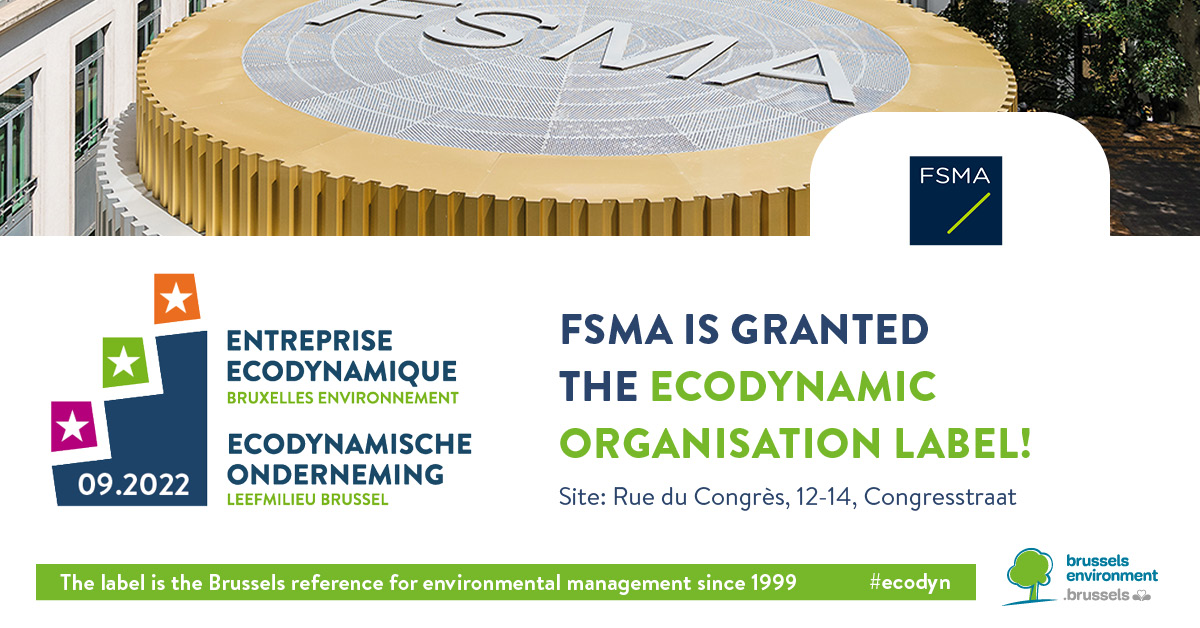 FSMA
FSMA
ENTREPRISE
ECODYNAMIQUE
BRUXELLES ENVIRONNEMENT
ECODYNAMISCHE
ONDERNEMING
LEEFMILIEU BRUSSEL
09.2022
FSMA IS GRANTED
THE ECODYNAMIC
ORGANISATION LABEL!
Site: Rue du Congrès, 12-14, Congresstraat
The label is the Brussels reference for environmental management since 1999
#ecodyn
brussels
environment
.brussels